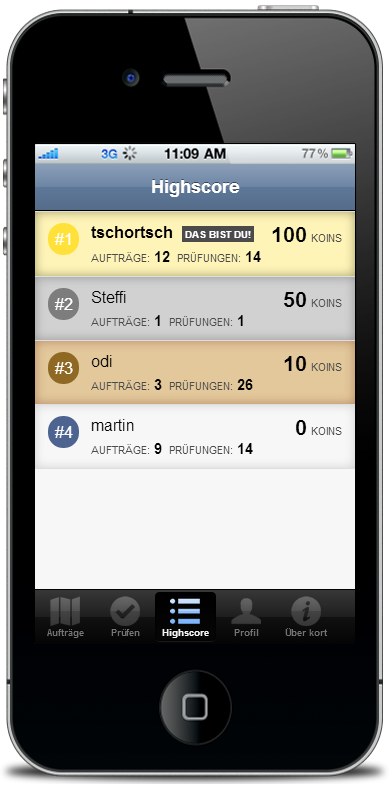 3G 11:09 AM 77%
Highscore
#1 tschortsch DAS BIST DU! 100 KOINS
AUFTRÄGE: 12 PRÜFUNGEN: 14
#2 Steffi 50 KOINS
AUFTRÄGE: 1 PRÜFUNGEN: 1
#3 odi 10 KOINS
AUFTRÄGE: 3 PRÜFUNGEN: 26
#4 martin 0 KOINS
AUFTRÄGE: 9 PRÜFUNGEN: 14
Aufträge Prüfen Highscore Profil Über kort